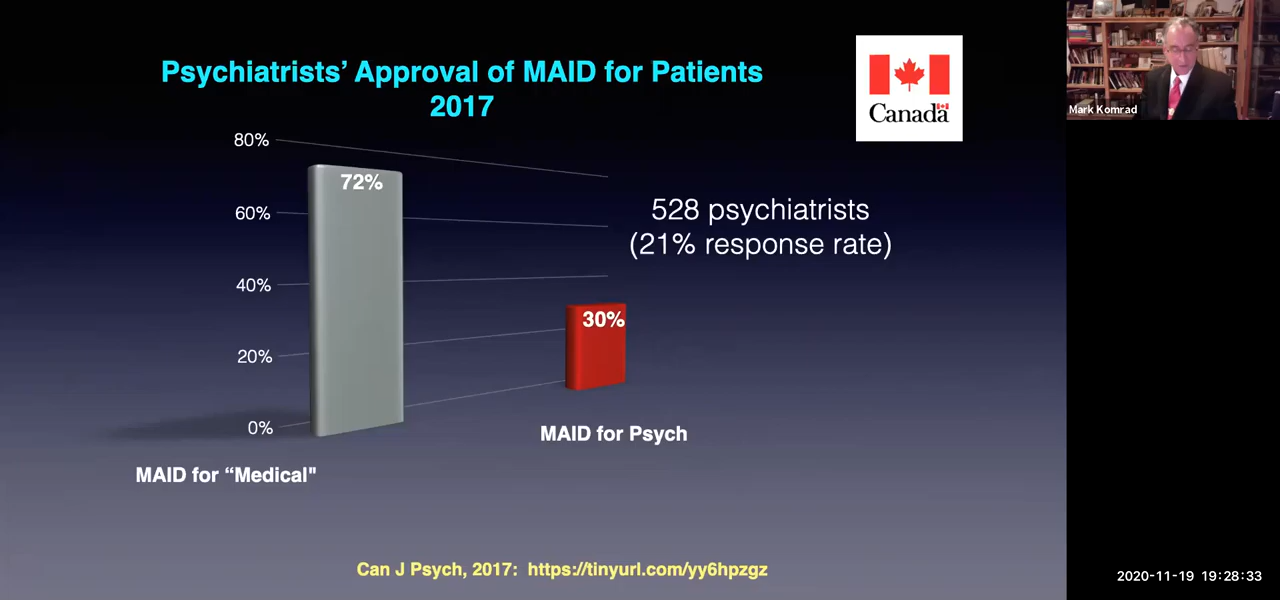 Psychiatrists' Approval of MAID for Patients
2017
Canada
Mark Komrad
80%
72%
60%
528 psychiatrists
(21% response rate)
40%
30%
20%
0%
MAID for Psych
MAID for “Medical"
Can J Psych, 2017: https://tinyurl.com/yy6hpzgz
2020-11-19 19:28:33